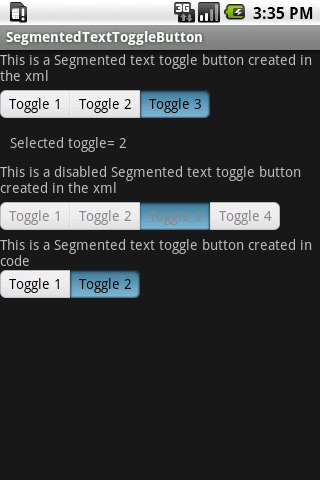 3G
3:35 PM
SegmentedTextToggleButton
This is a Segmented text toggle button created in
the xml
Toggle 1 Toggle 2 Toggle 3
Selected toggle= 2
This is a disabled Segmented text toggle button
created in the xml
Toggle 1 Toggle 2 Toggle 3 Toggle 4
This is a Segmented text toggle button created in
code
Toggle 1 Toggle 2